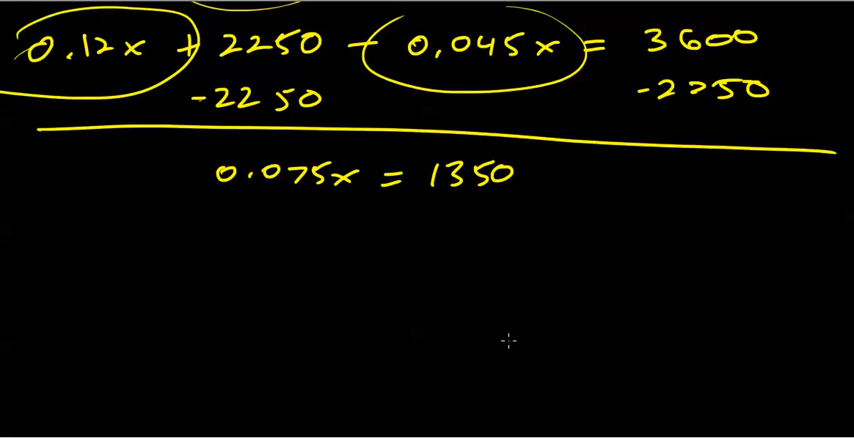 0.12x + 2250 - 0.045x = 3600
-2250 -2250
0.075x = 1350